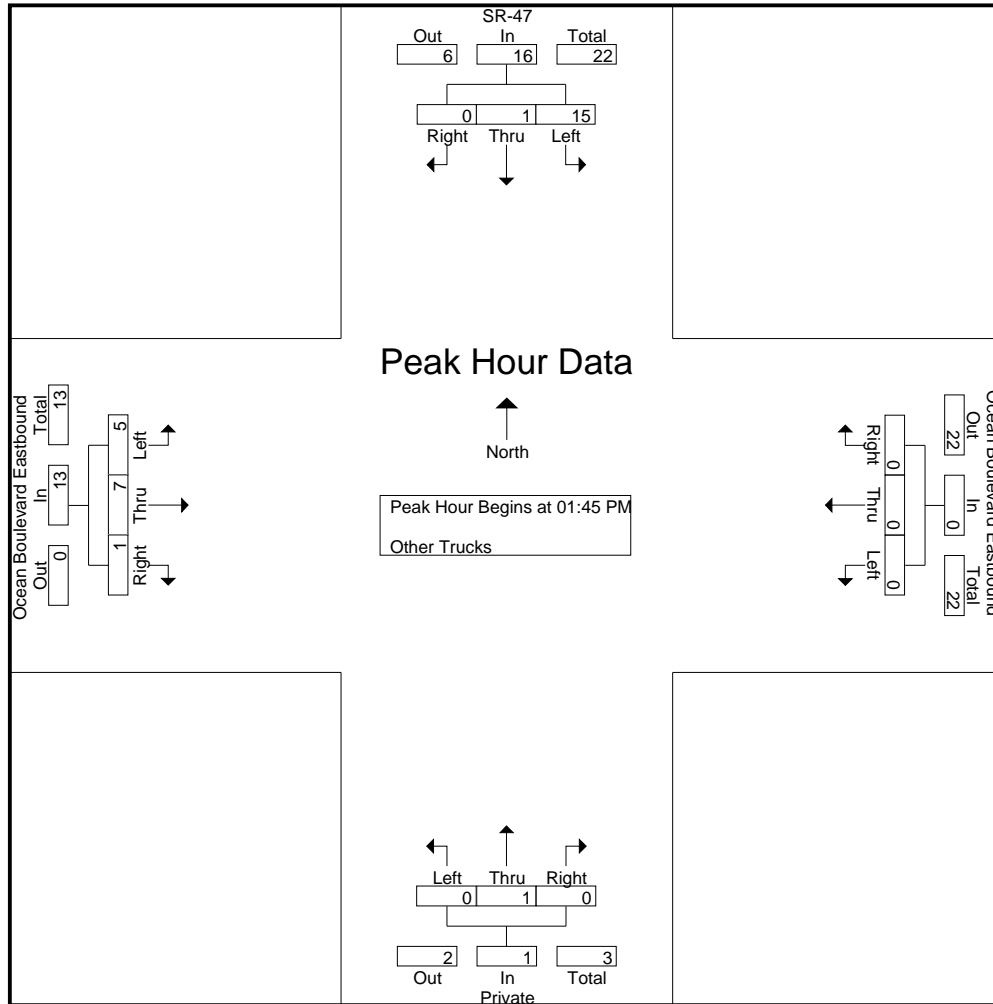 SR-47
Out In Total
6 16 22
0 1 15
Right Thru Left
Peak Hour Data
North
Peak Hour Begins at 01:45 PM
Other Trucks
Ocean Boulevard Eastbound
Total In Out
13 13 0
5 7 1
Left Thru Right
Ocean Boulevard Eastbound
Out In Total
22 0 22
Right Thru Left
0 0 0
Left Thru Right
0 1 0
2 1 3
Out In Total
Private